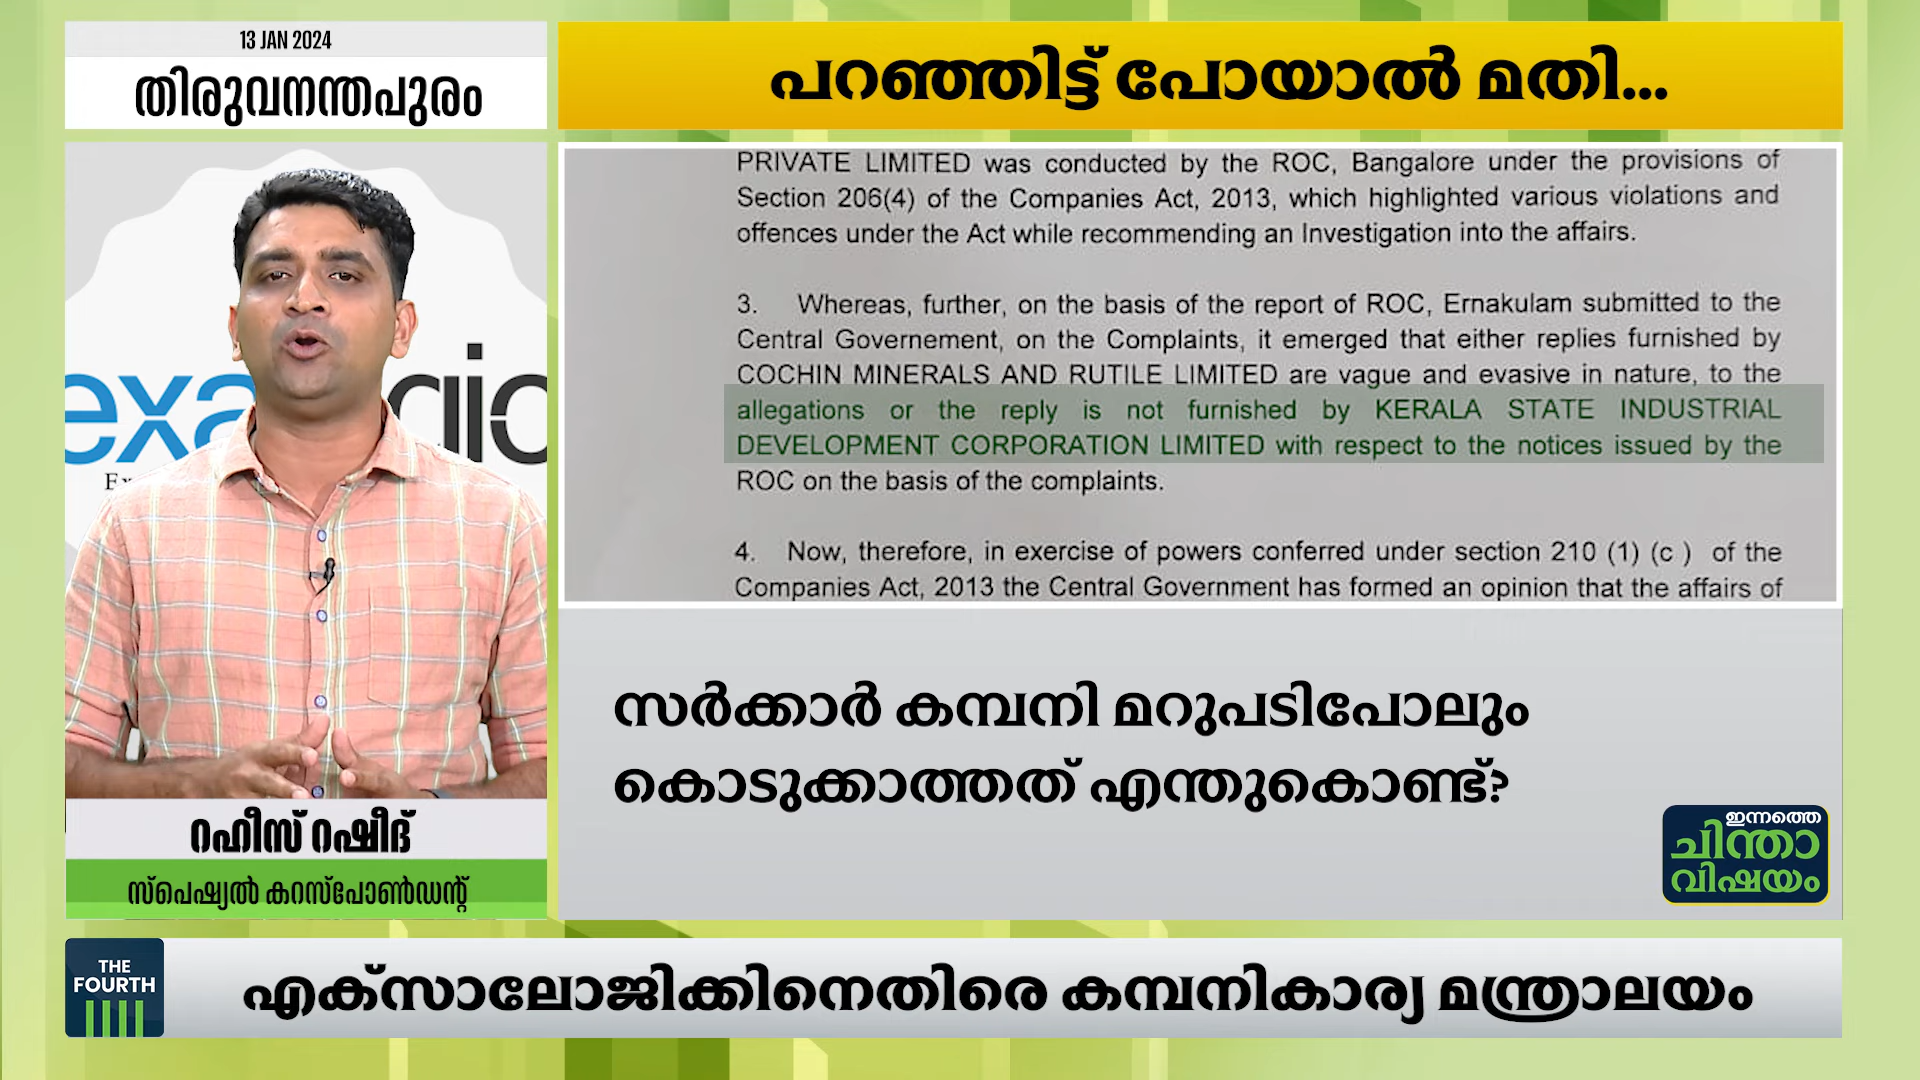 13 JAN 2024
തിരുവനന്തപുരം
പറഞ്ഞിട്ട് പോയാൽ മതി...
PRIVATE LIMITED was conducted by the ROC, Bangalore under the provisions of
Section 206(4) of the Companies Act, 2013, which highlighted various violations and
offences under the Act while recommending an Investigation into the affairs.
3. Whereas, further, on the basis of the report of ROC, Ernakulam submitted to the
Central Governement, on the Complaints, it emerged that either replies furnished by
COCHIN MINERALS AND RUTILE LIMITED are vague and evasive in nature, to the
allegations or the reply is not furnished by KERALA STATE INDUSTRIAL
DEVELOPMENT CORPORATION LIMITED with respect to the notices issued by the
ROC on the basis of the complaints.
4. Now, therefore, in exercise of powers conferred under section 210 (1) (c ) of the
Companies Act, 2013 the Central Government has formed an opinion that the affairs of
സർക്കാർ കമ്പനി മറുപടിപോലും
കൊടുക്കാത്തത് എന്തുകൊണ്ട്?
റഹീസ് റഷീദ്
സ്പെഷ്യൽ കറസ്പോണ്ടന്റ്
ഇന്നത്തെ
ചിന്താ
വിഷയം
THE
FOURTH
എക്സാലോജിക്കിനെതിരെ കമ്പനികാര്യ മന്ത്രാലയം